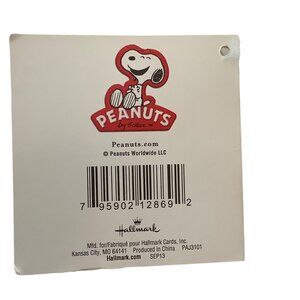 PEANUTS
by Schulz
Peanuts.com
© Peanuts Worldwide LLC
7 95902 12869 2
Hallmark
Mfd. for/Fabriqué pour Hallmark Cards, Inc.
Kansas City, MO 64141 Produced in China PAJ3101
Hallmark.com SEP13